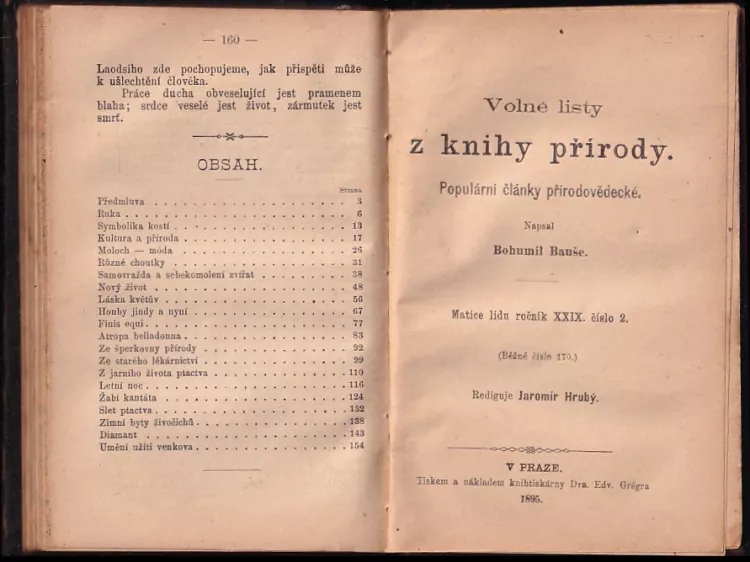 — 160 —
Laodsiho zde pochopujeme, jak přispěti může
k ušlechtění člověka.
Práce ducha obveselující jest pramenem
blaha; srdce veselé jest život, zármutek jest
smrť.
OBSAH.
Strana
Předmluva . . . . . . . . . . . . . . . . 3
Ruka . . . . . . . . . . . . . . . . 6
Symbolika kostí . . . . . . . . . . . . . . . . 13
Kultura a příroda . . . . . . . . . . . . . . . . 17
Moloch — móda . . . . . . . . . . . . . . . . 26
Různé choutky . . . . . . . . . . . . . . . . 31
Samovražda a sebekomolení zvířat . . . . . . . . 38
Nový život . . . . . . . . . . . . . . . . 48
Láska květův . . . . . . . . . . . . . . . . 56
Honby jindy a nyní . . . . . . . . . . . . . . . . 67
Finis equi . . . . . . . . . . . . . . . . 77
Atropa belladonna . . . . . . . . . . . . . . . . 83
Ze šperkovny přírody . . . . . . . . . . . . . . . . 92
Ze starého lékárnictví . . . . . . . . . . . . . . . . 99
Z jarního života ptactva . . . . . . . . . . . . . . 110
Letní noc . . . . . . . . . . . . . . . . 116
Žabí kantáta . . . . . . . . . . . . . . . . 124
Slet ptactva . . . . . . . . . . . . . . . . 132
Zimní byty živočichů . . . . . . . . . . . . . . . . 138
Diamant . . . . . . . . . . . . . . . . 143
Umění užíti venkova . . . . . . . . . . . . . . . . 154
Volné listy
z knihy přírody.
Populární články přírodovědecké.
Napsal
Bohumil Bauše.
Matice lidu ročník XXIX. číslo 2.
(Běžné číslo 170.)
Rediguje Jaromír Hrubý.
V PRAZE.
Tiskem a nákladem knihtiskárny Dra. Edv. Grégra
1895.